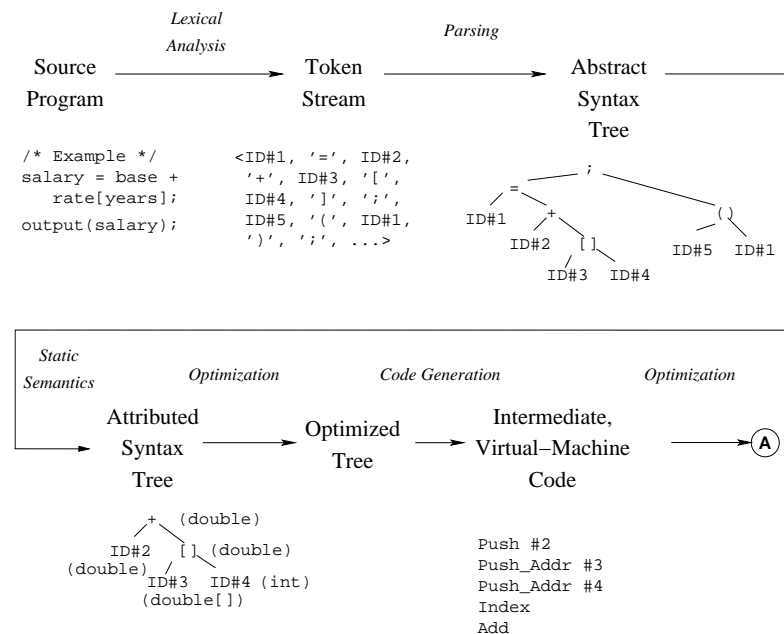 Lexical
Analysis
Parsing
Source
Program
Token
Stream
Abstract
Syntax
Tree
/* Example */
salary = base +
rate[years];
output(salary);
<ID#1, '=', ID#2,
'+', ID#3, '[',
ID#4, ']', ';',
ID#5, '(', ID#1,
')', ';', ...>
;
=
ID#1
+
()
ID#2
[]
ID#5
ID#1
ID#3
ID#4
Static
Semantics
Optimization
Code Generation
Optimization
Attributed
Syntax
Tree
Optimized
Tree
Intermediate,
Virtual−Machine
Code
A
+ (double)
ID#2
[] (double)
(double)
ID#3
ID#4 (int)
(double[])
Push #2
Push_Addr #3
Push_Addr #4
Index
Add